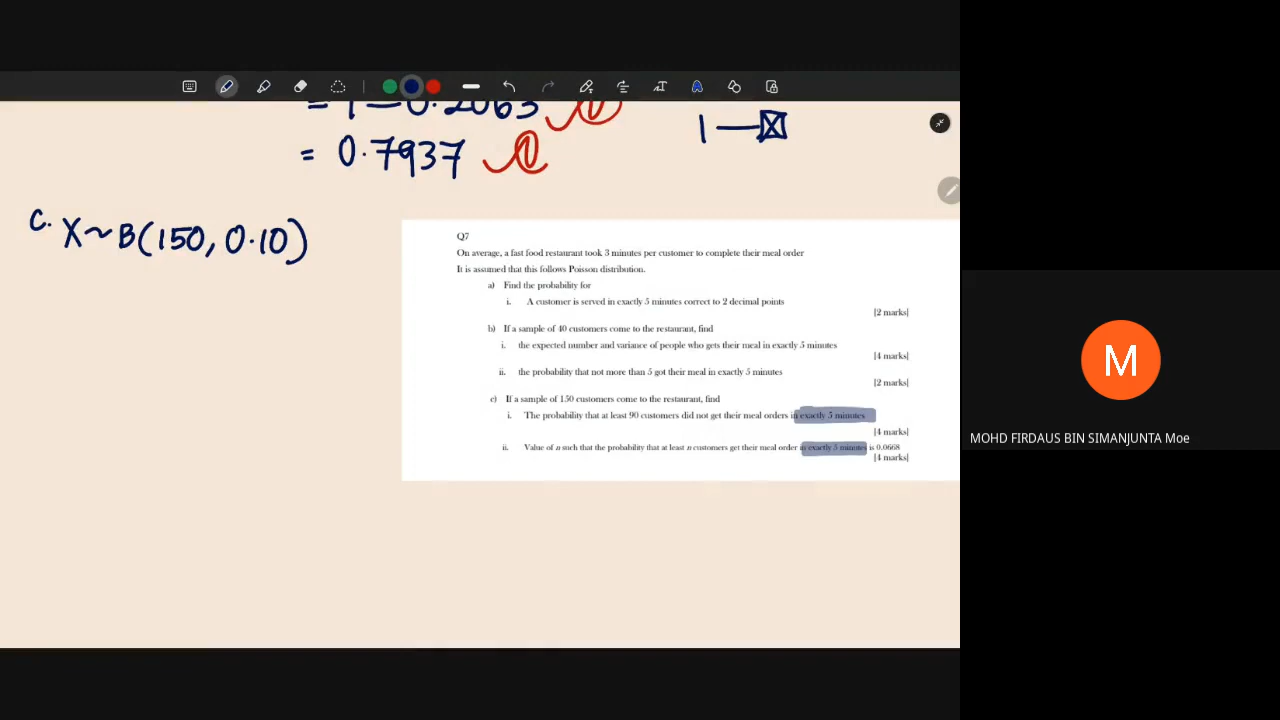 = 1 — 0.2063
= 0.7937
1 —
c. X~B(150, 0.10)
Q7
On average, a fast food restaurant took 3 minutes per customer to complete their meal order
It is assumed that this follows Poisson distribution.
a) Find the probability for
i. A customer is served in exactly 5 minutes correct to 2 decimal points
[2 marks]
b) If a sample of 40 customers come to the restaurant, find
i. the expected number and variance of people who gets their meal in exactly 5 minutes
[4 marks]
ii. the probability that not more than 5 got their meal in exactly 5 minutes
[2 marks]
c) If a sample of 150 customers come to the restaurant, find
i. The probability that at least 90 customers did not get their meal orders in exactly 5 minutes
[4 marks]
ii. Value of n such that the probability that at least n customers get their meal order in exactly 5 minutes is 0.0668
[4 marks]
M
MOHD FIRDAUS BIN SIMANJUNTA Moe